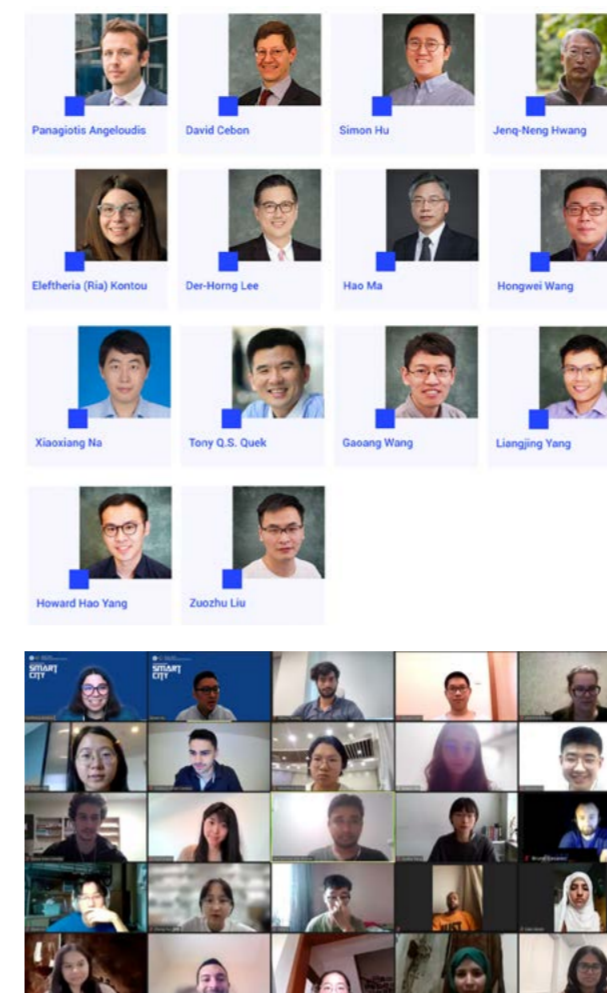 Panagiotis Angeloudis
David Cebon
Simon Hu
Jenq-Neng Hwang
Eleftheria (Ria) Kontou
Der-Horng Lee
Hao Ma
Hongwei Wang
Xiaoxiang Na
Tony Q.S. Quek
Gaoang Wang
Liangjing Yang
Howard Hao Yang
Zuozhu Liu
SMART
CITY
SMART
CITY
JUST